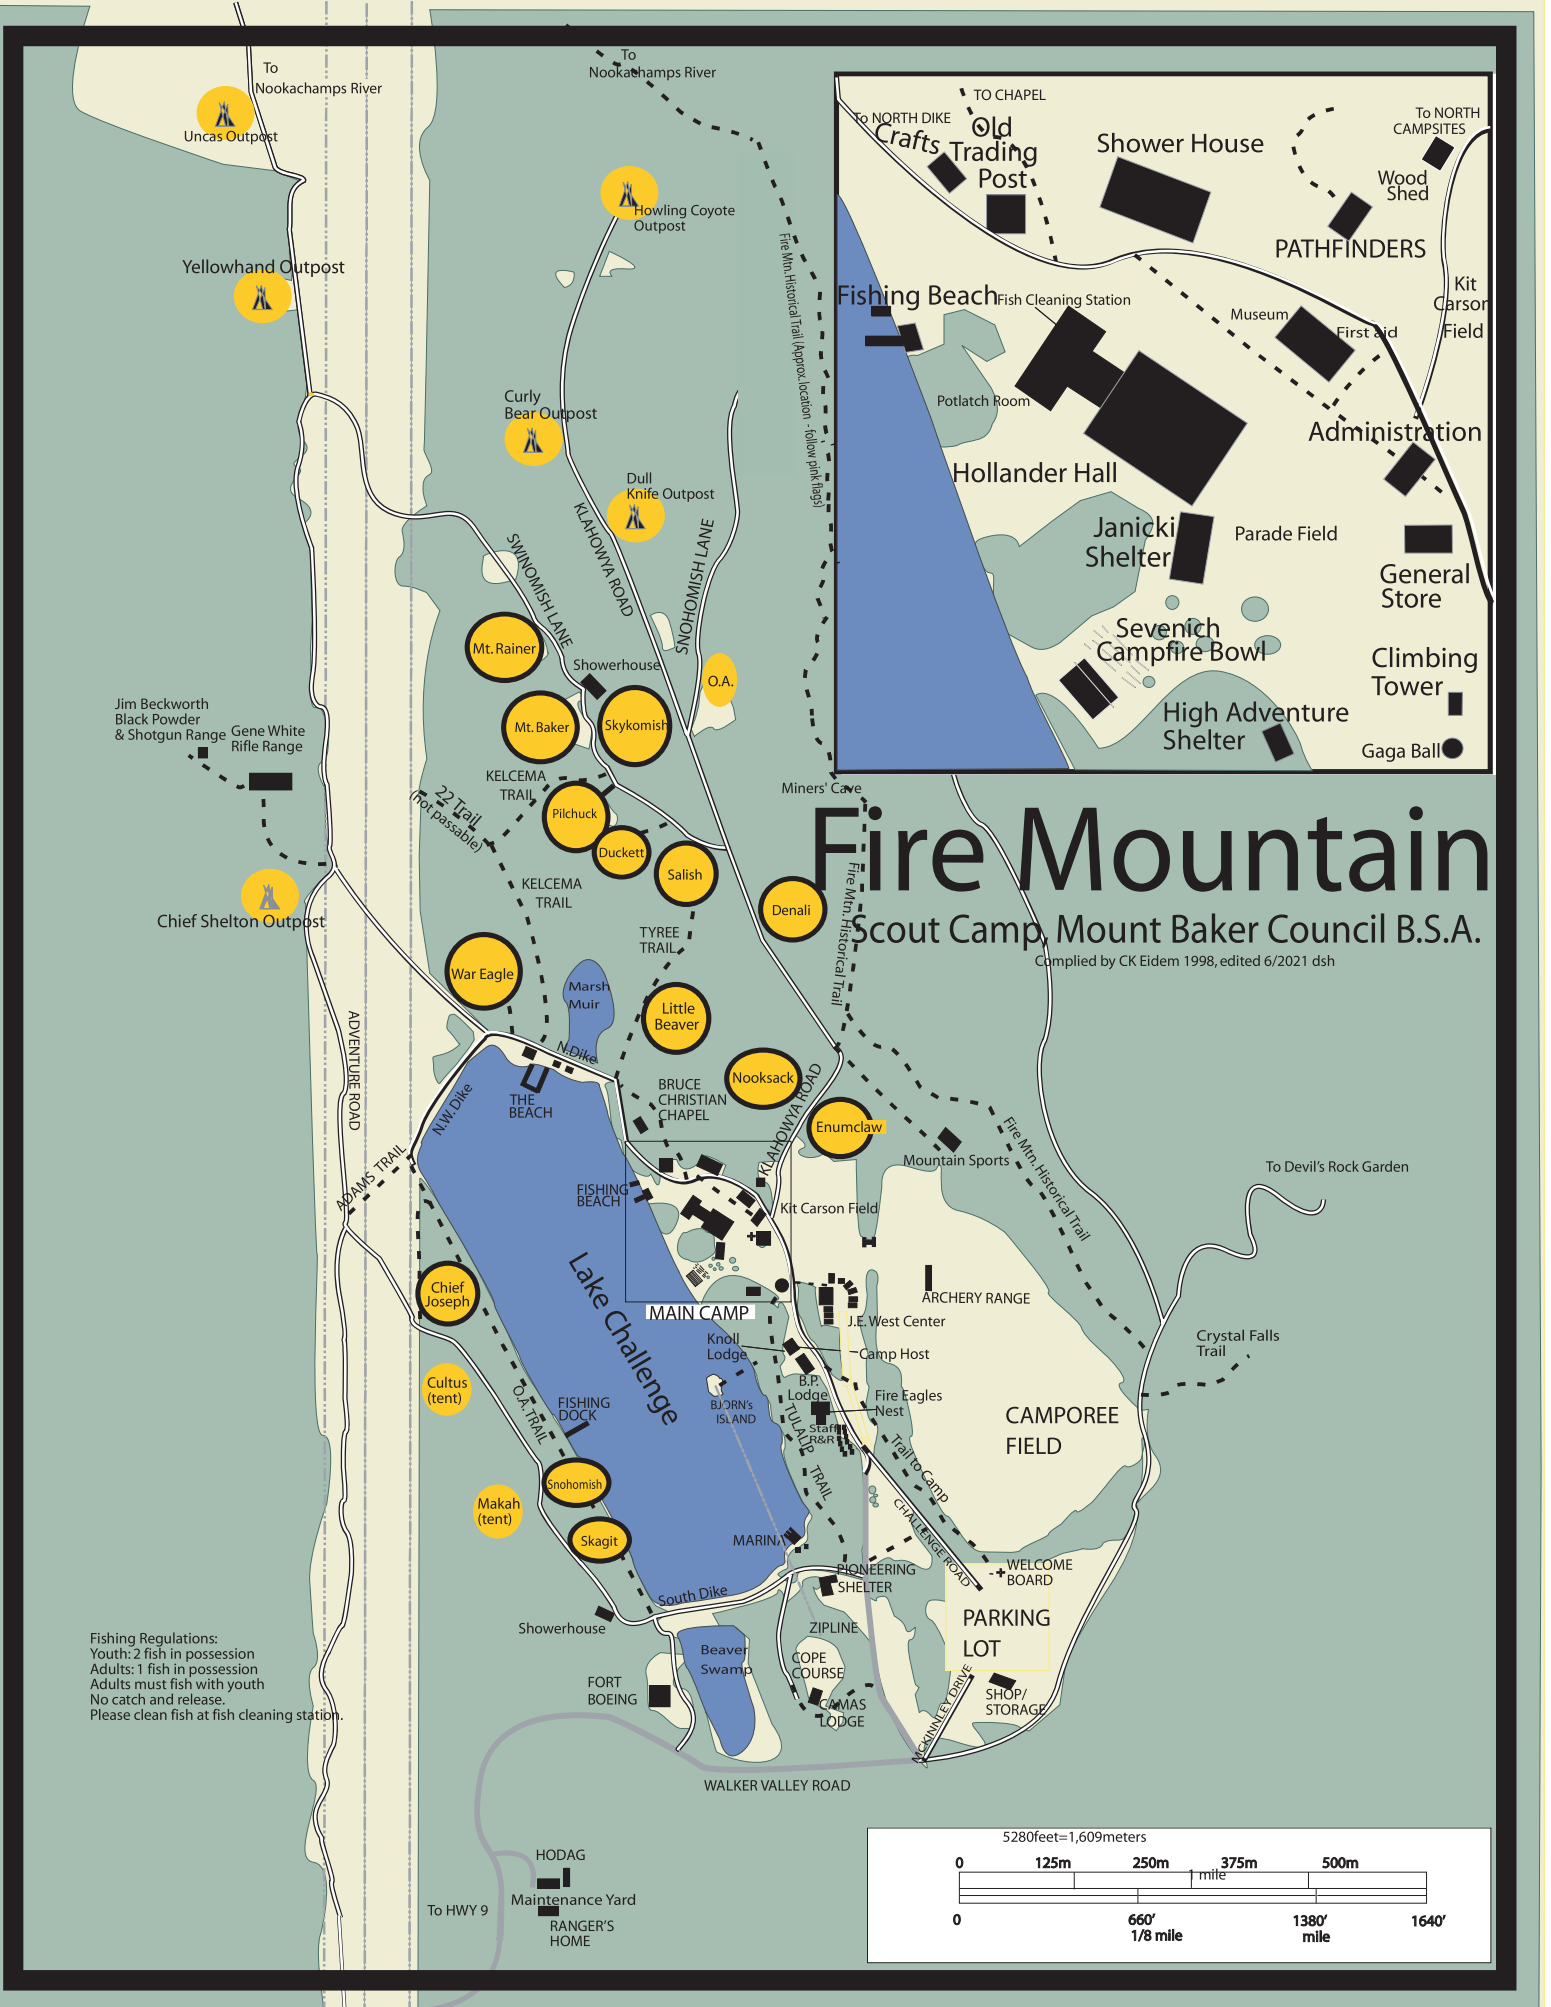 To
Nookachamps River
Uncas Outpost
To
Nookachamps River
Howling Coyote
Outpost
Yellowhand Outpost
Curly
Bear Outpost
Dull
Knife Outpost
SWINOMISH LANE
KLAHOWYA ROAD
SNOHOMISH LANE
Fire Mtn. Historical Trail (Approx. location - follow pink flags)
TO CHAPEL
To NORTH DIKE
Crafts
Old
Trading
Post
Shower House
To NORTH
CAMPSITES
Wood
Shed
PATHFINDERS
Kit
Carson
Field
Fishing Beach
Fish Cleaning Station
Museum
First aid
Potlatch Room
Administration
Hollander Hall
Janicki
Shelter
Parade Field
General
Store
Sevenich
Campfire Bowl
Climbing
Tower
High Adventure
Shelter
Gaga Ball
Mt. Rainer
Showerhouse
O.A.
Mt. Baker
Skykomish
Jim Beckworth
Black Powder
& Shotgun Range
Gene White
Rifle Range
KELCEMA
TRAIL
22 Trail
(not passable)
Pilchuck
Duckett
Salish
Miners' Cave
Fire Mountain
Scout Camp, Mount Baker Council B.S.A.
Complied by CK Eidem 1998, edited 6/2021 dsh
Chief Shelton Outpost
KELCEMA
TRAIL
Denali
Fire Mtn. Historical Trail
TYREE
TRAIL
War Eagle
Marsh
Muir
Little
Beaver
ADVENTURE ROAD
N.Dike
THE
BEACH
N.W. Dike
BRUCE
CHRISTIAN
CHAPEL
Nooksack
KLAHOWYA ROAD
Enumclaw
Mountain Sports
Fire Mtn. Historical Trail
To Devil's Rock Garden
ADAMS TRAIL
FISHING
BEACH
Kit Carson Field
Chief
Joseph
Lake Challenge
MAIN CAMP
ARCHERY RANGE
J.E. West Center
Knoll
Lodge
Camp Host
Crystal Falls
Trail
Cultus
(tent)
O.A. TRAIL
FISHING
DOCK
BJORN's
ISLAND
B.P.
Lodge
Fire Eagles
Nest
Staff
R&R
TULALIP TRAIL
Trail to Camp
CAMPOREE
FIELD
Snohomish
Makah
(tent)
Skagit
MARINA
CHALLENGE ROAD
PIONEERING
SHELTER
WELCOME
BOARD
South Dike
Showerhouse
ZIPLINE
PARKING
LOT
Fishing Regulations:
Youth: 2 fish in possession
Adults: 1 fish in possession
Adults must fish with youth
No catch and release.
Please clean fish at fish cleaning station.
Beaver
Swamp
COPE
COURSE
FORT
BOEING
CAMAS
LODGE
MCKINNLEY DRIVE
SHOP/
STORAGE
WALKER VALLEY ROAD
HODAG
Maintenance Yard
To HWY 9
RANGER'S
HOME
5280feet=1,609meters
0 125m 250m 375m 500m
1 mile
0 660' 1380' 1640'
1/8 mile mile